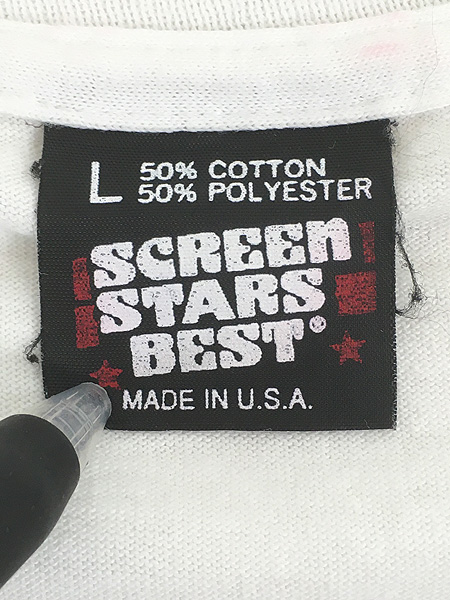 L 50% COTTON
50% POLYESTER
SCREEN
STARS
BEST®
MADE IN U.S.A.